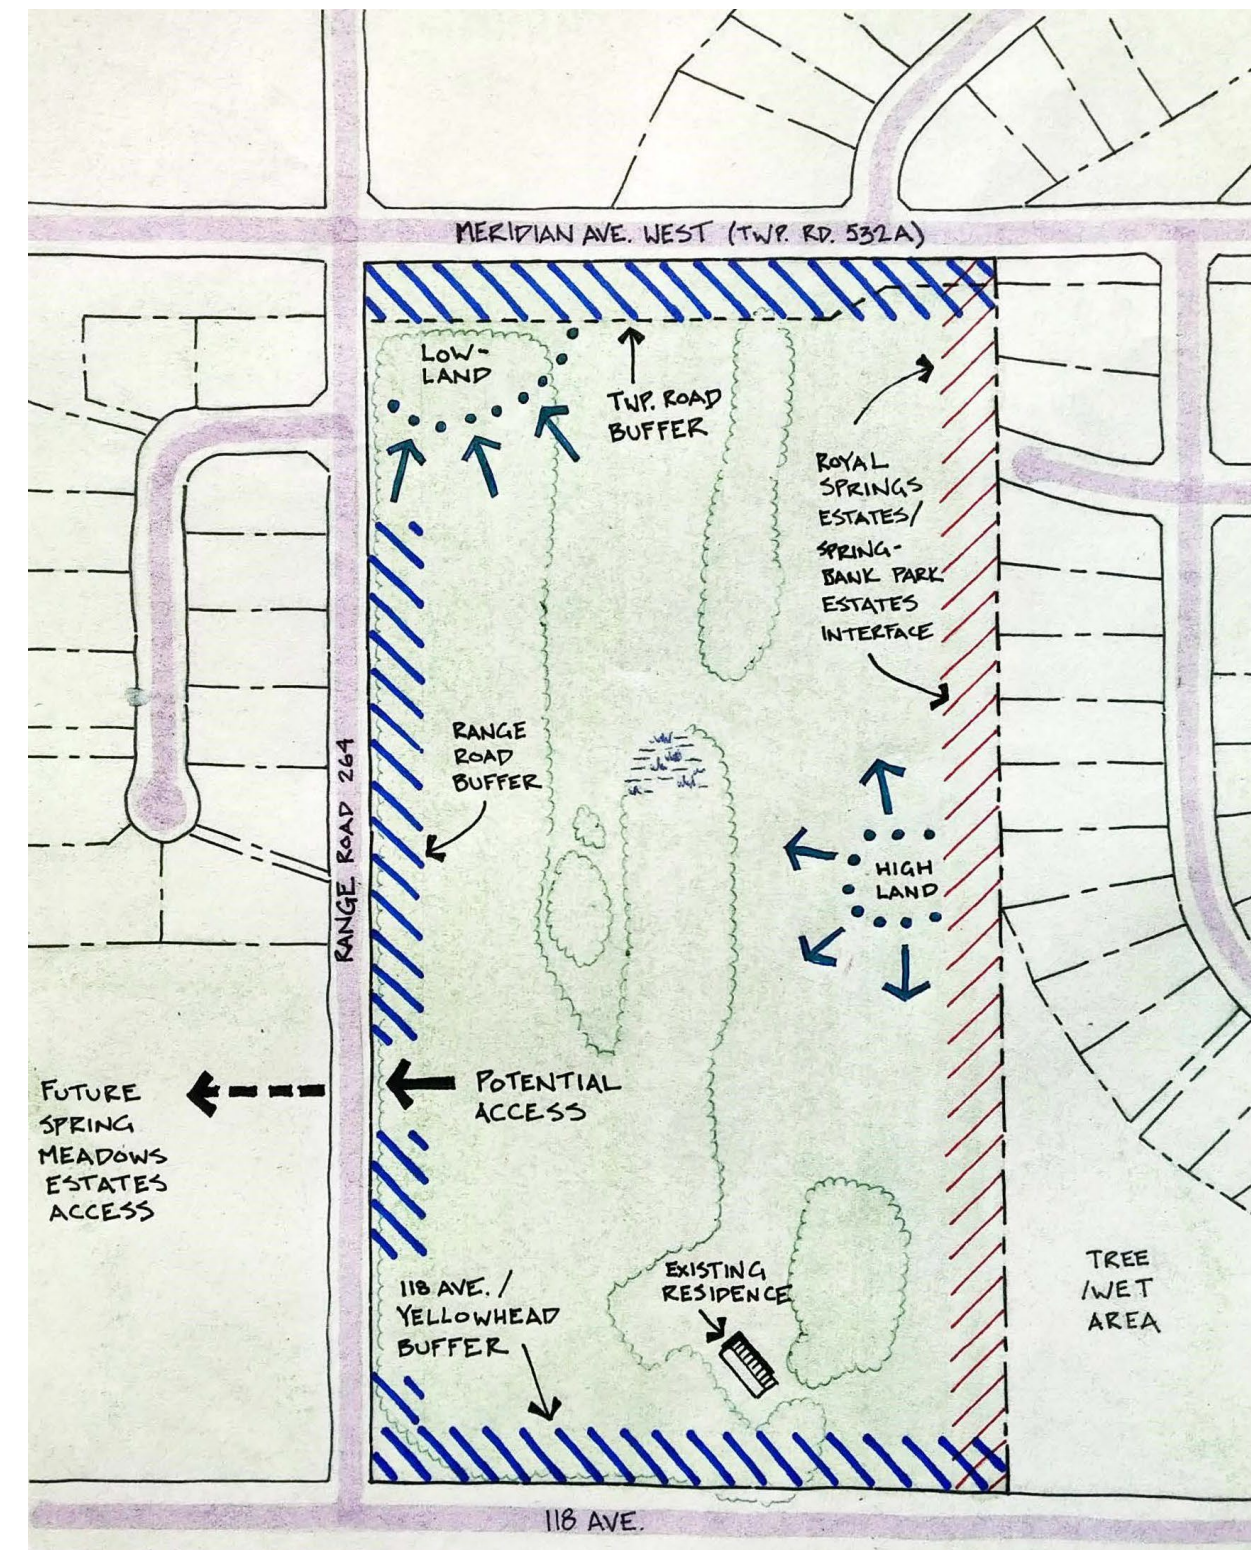 MERIDIAN AVE. WEST (TWP. RD. 532A)
LOW-
LAND
TWP. ROAD
BUFFER
ROYAL
SPRINGS
ESTATES/
SPRING-
BANK PARK
ESTATES
INTERFACE
RANGE
ROAD
BUFFER
RANGE ROAD 264
HIGH
LAND
POTENTIAL
ACCESS
FUTURE
SPRING
MEADOWS
ESTATES
ACCESS
118 AVE. /
YELLOWHEAD
BUFFER
EXISTING
RESIDENCE
TREE
/WET
AREA
118 AVE.